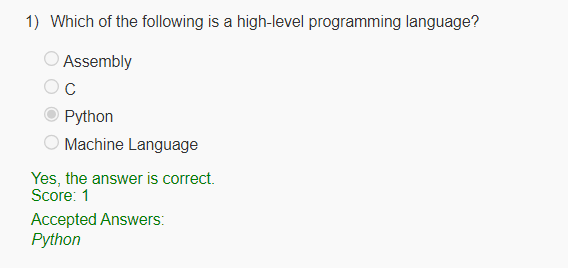 1) Which of the following is a high-level programming language?
Assembly
C
Python
Machine Language
Yes, the answer is correct.
Score: 1
Accepted Answers:
Python